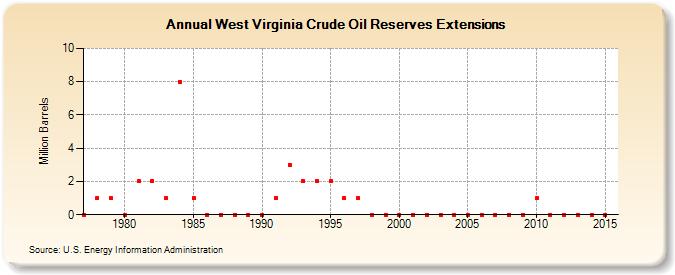 Annual West Virginia Crude Oil Reserves Extensions
Million Barrels
10
8
6
4
2
0
1980 1985 1990 1995 2000 2005 2010 2015
Source: U.S. Energy Information Administration